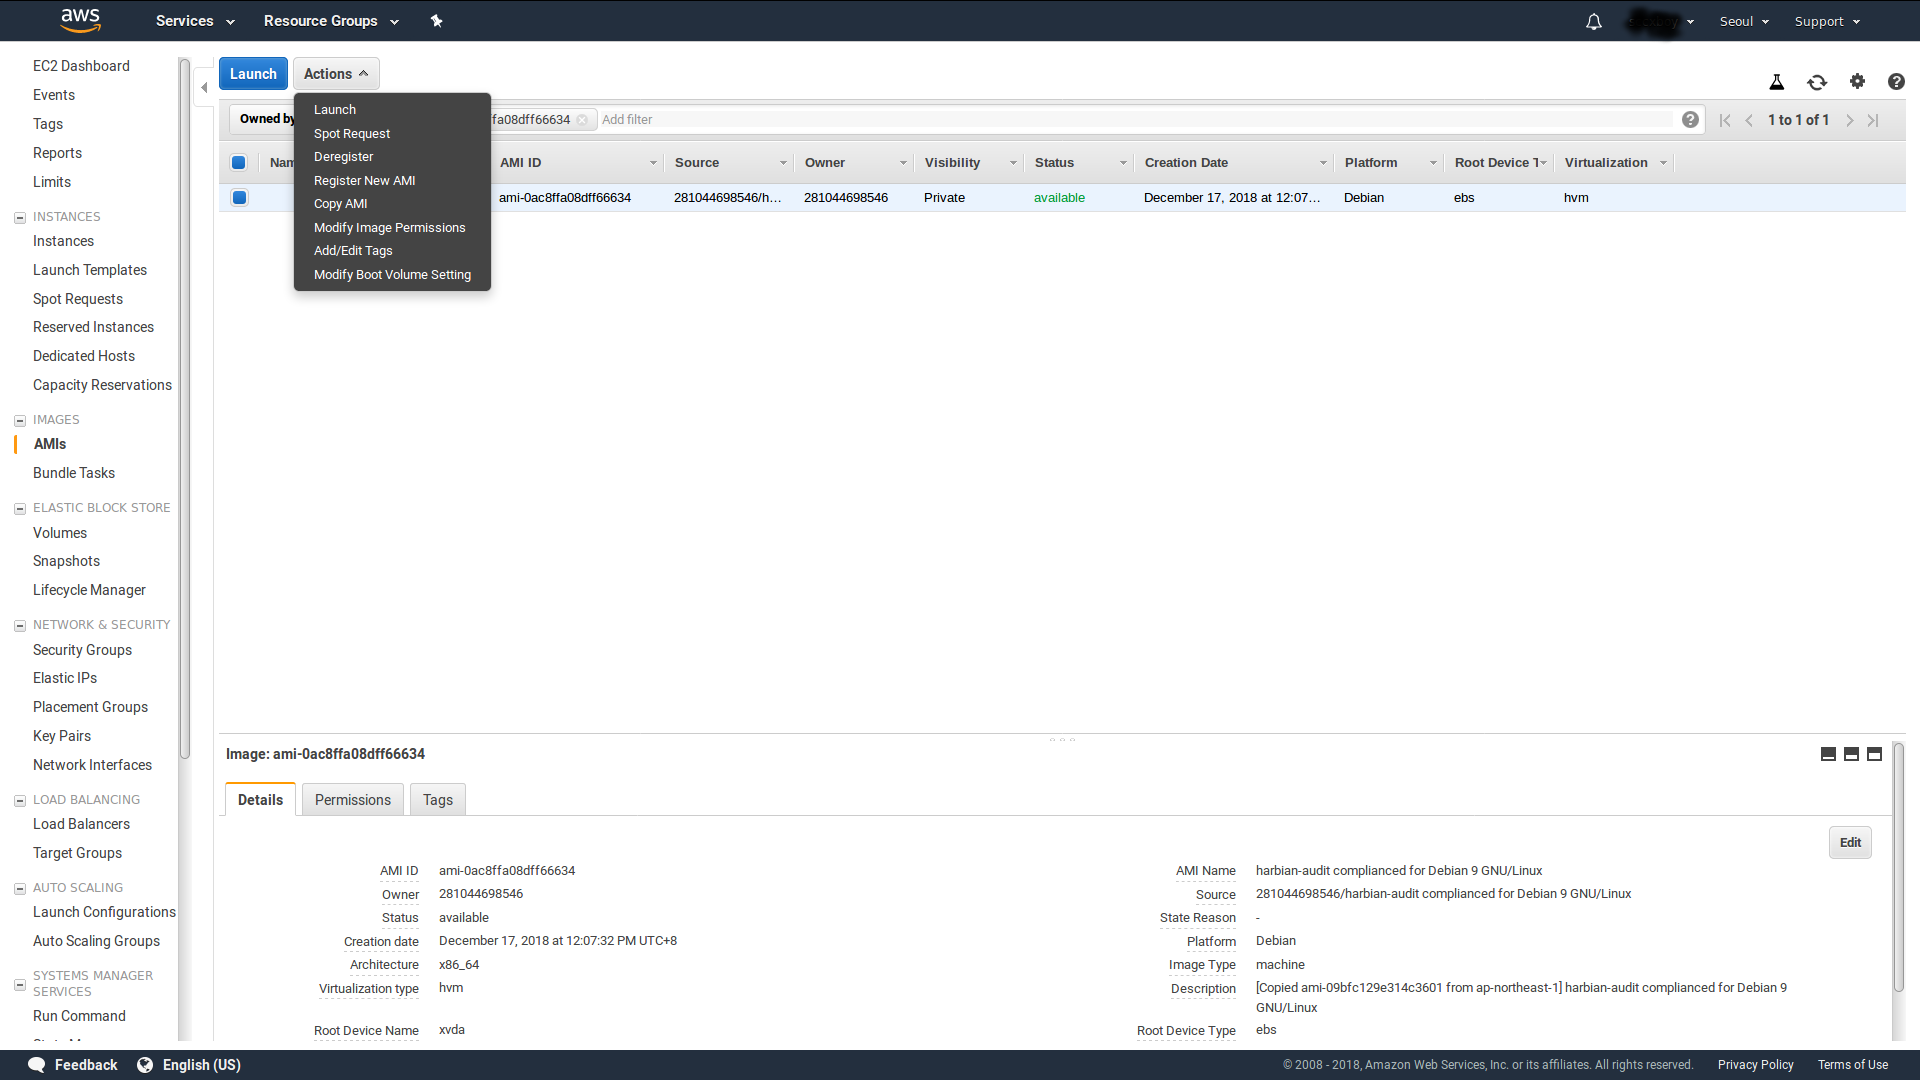 aws Services Resource Groups Seoul Support
EC2 Dashboard
Events
Tags
Reports
Limits
INSTANCES
Instances
Launch Templates
Spot Requests
Reserved Instances
Dedicated Hosts
Capacity Reservations
IMAGES
AMIs
Bundle Tasks
ELASTIC BLOCK STORE
Volumes
Snapshots
Lifecycle Manager
NETWORK & SECURITY
Security Groups
Elastic IPs
Placement Groups
Key Pairs
Network Interfaces
LOAD BALANCING
Load Balancers
Target Groups
AUTO SCALING
Launch Configurations
Auto Scaling Groups
SYSTEMS MANAGER
SERVICES
Run Command
Launch Actions
Launch
Spot Request
Deregister
Register New AMI
Copy AMI
Modify Image Permissions
Add/Edit Tags
Modify Boot Volume Setting
Owned by ffa08dff66634 Add filter 1 to 1 of 1
Nam AMI ID Source Owner Visibility Status Creation Date Platform Root Device T Virtualization
ami-0ac8ffa08dff66634 281044698546/h... 281044698546 Private available December 17, 2018 at 12:07... Debian ebs hvm
Image: ami-0ac8ffa08dff66634
Details Permissions Tags
Edit
AMI ID ami-0ac8ffa08dff66634 AMI Name harbian-audit complianced for Debian 9 GNU/Linux
Owner 281044698546 Source 281044698546/harbian-audit complianced for Debian 9 GNU/Linux
Status available State Reason -
Creation date December 17, 2018 at 12:07:32 PM UTC+8 Platform Debian
Architecture x86_64 Image Type machine
Virtualization type hvm Description [Copied ami-09bfc129e314c3601 from ap-northeast-1] harbian-audit complianced for Debian 9
GNU/Linux
Root Device Name xvda Root Device Type ebs
Feedback English (US) © 2008 - 2018, Amazon Web Services, Inc. or its affiliates. All rights reserved. Privacy Policy Terms of Use